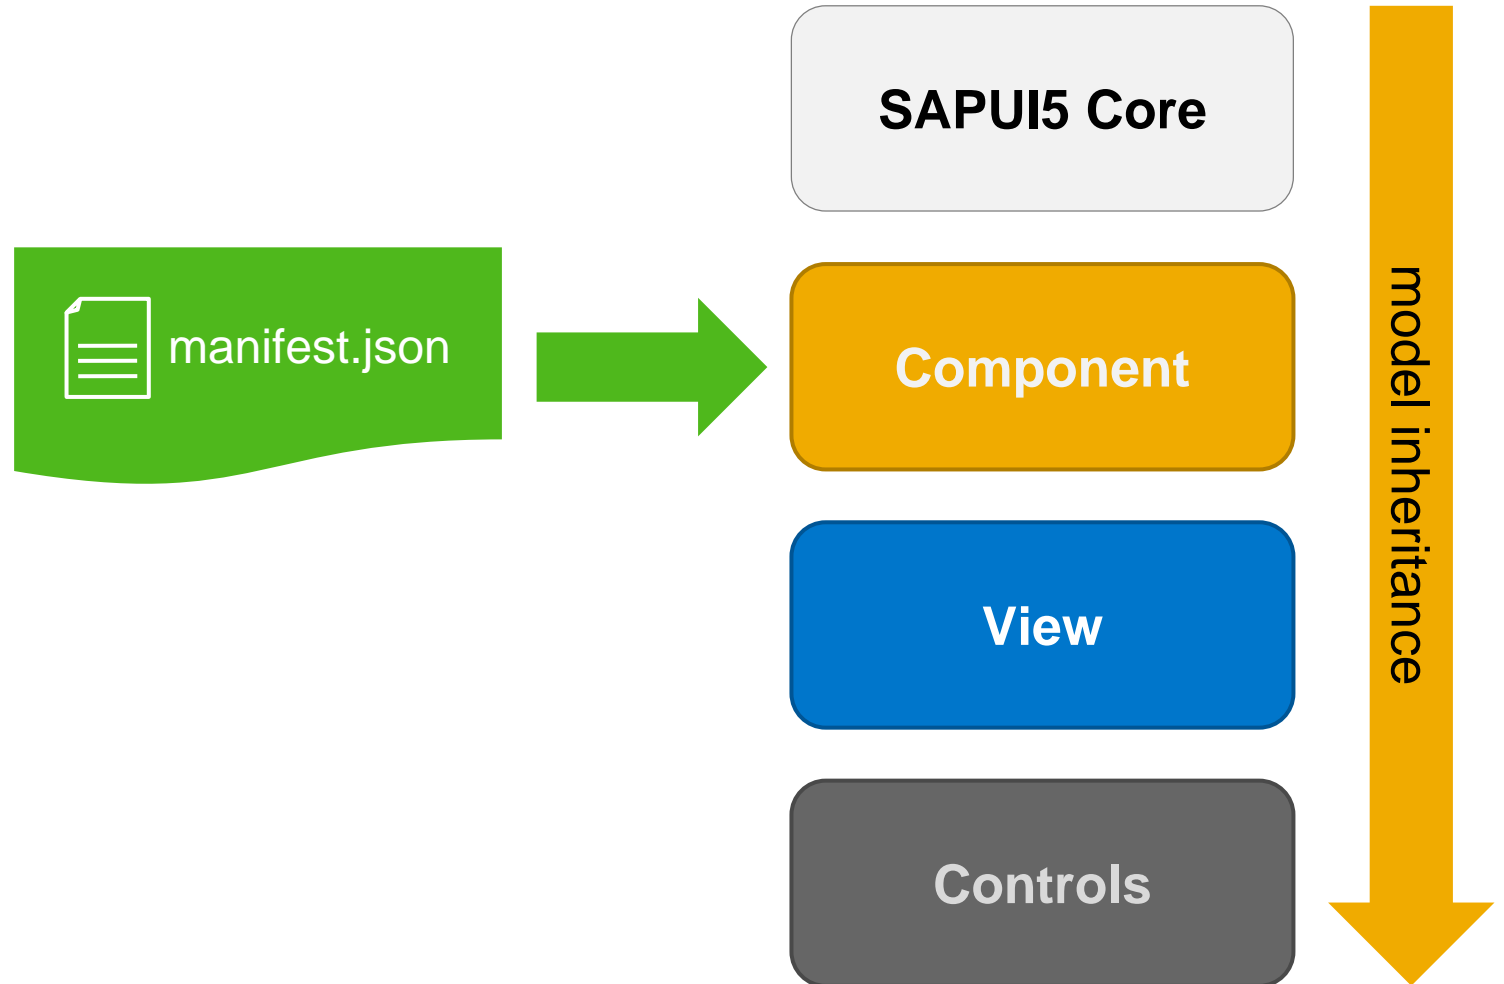 SAPUI5 Core
manifest.json
Component
View
Controls
model inheritance